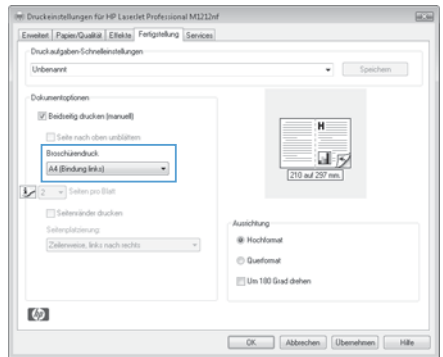 Druckeinstellungen für HP LaserJet Professional M1212nf
Erweitert Papier/Qualität Effekte Fertigstellung Services
Druckaufgaben-Schnelleinstellungen
Unbenannt Speichern
Dokumentoptionen
Beidseitig drucken (manuell)
Seite nach oben umblättern
Broschürendruck
A4 (Bindung links)
2 Seiten pro Blatt
Seitenränder drucken
Seitenplatzierung:
Zeilenweise, links nach rechts
H
210 auf 297 mm.
Ausrichtung
Hochformat
Querformat
Um 180 Grad drehen
hp
OK Abbrechen Übernehmen Hilfe